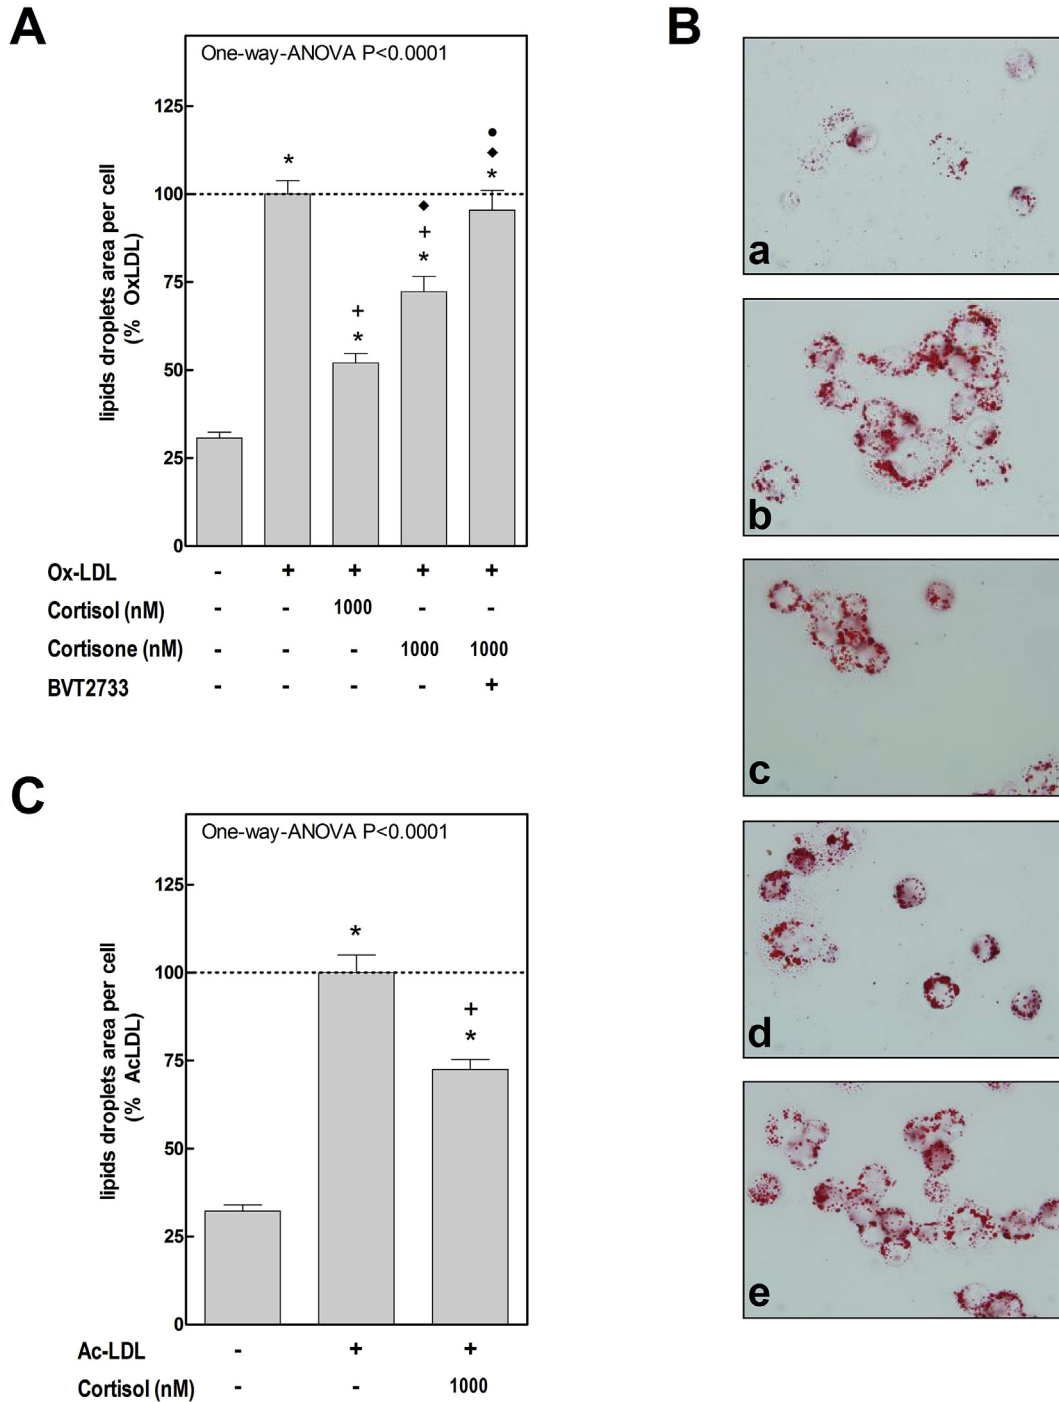 A
One-way-ANOVA P<0.0001
125
100
75
50
25
0
lipids droplets area per cell
(% OxLDL)
*
+
*
◆
+
*
●
◆
*
Ox-LDL - + + + +
Cortisol (nM) - - 1000 - -
Cortisone (nM) - - - 1000 1000
BVT2733 - - - - +
B
a
b
c
d
e
C
One-way-ANOVA P<0.0001
125
100
75
50
25
0
lipids droplets area per cell
(% AcLDL)
*
+
*
Ac-LDL - + +
Cortisol (nM) - - 1000